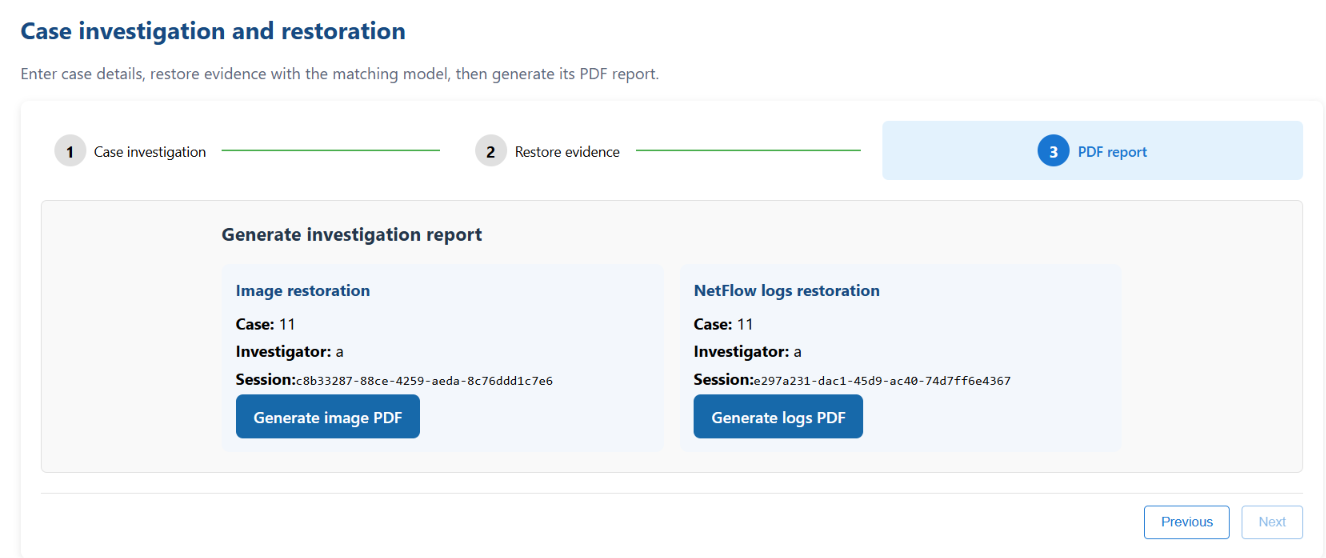 Case investigation and restoration
Enter case details, restore evidence with the matching model, then generate its PDF report.
1 Case investigation
2 Restore evidence
3 PDF report
Generate investigation report
Image restoration
Case: 11
Investigator: a
Session:c8b33287-88ce-4259-aeda-8c76ddd1c7e6
Generate image PDF
NetFlow logs restoration
Case: 11
Investigator: a
Session:e297a231-dac1-45d9-ac40-74d7ff6e4367
Generate logs PDF
Previous
Next